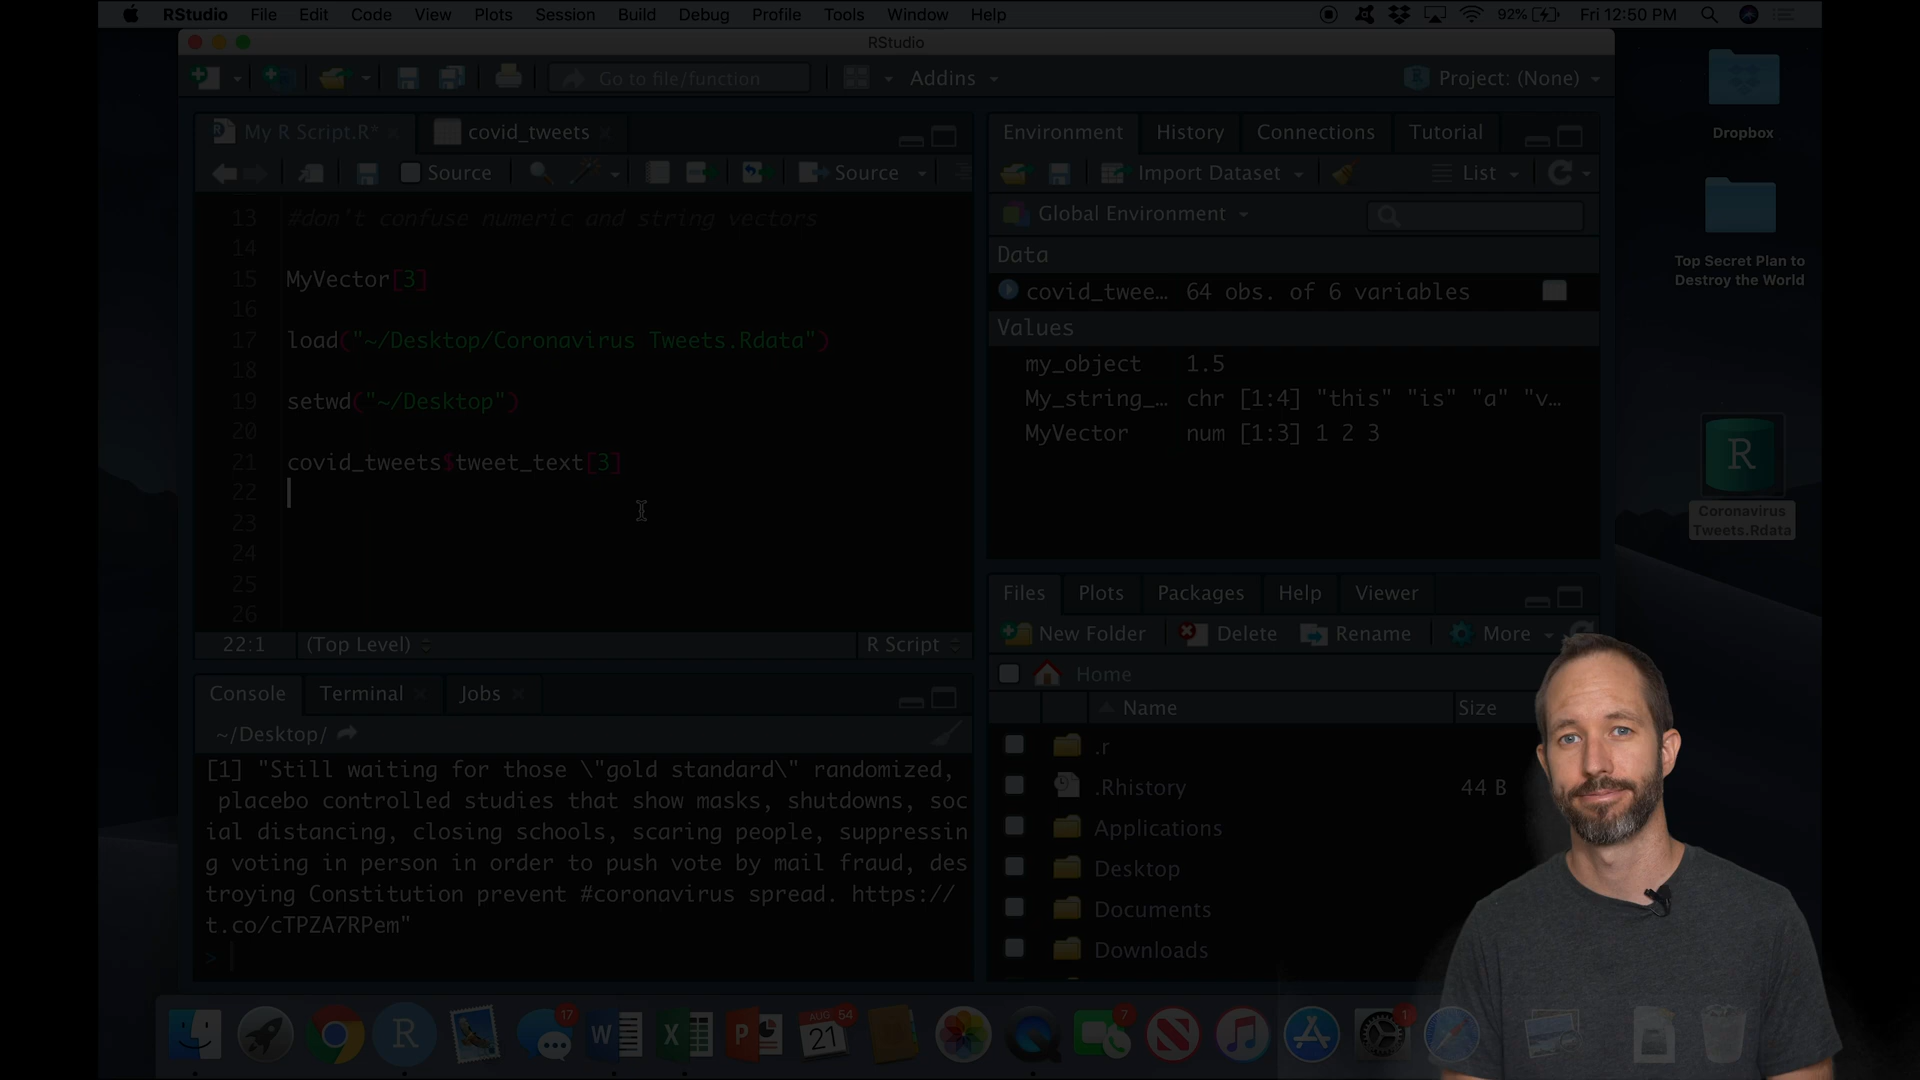 RStudio File Edit Code View Plots Session Build Debug Profile Tools Window Help 92% Fri 12:50 PM
RStudio
Go to file/function Addins Project: (None)
My R Script.R* covid_tweets
Source Source
13 #don't confuse numeric and string vectors
14
15 MyVector[3]
16
17 load("~/Desktop/Coronavirus Tweets.Rdata")
18
19 setwd("~/Desktop")
20
21 covid_tweets$tweet_text[3]
22
23
24
25
26
22:1 (Top Level) R Script
Console Terminal Jobs
~/Desktop/
[1] "Still waiting for those \"gold standard\" randomized,
placebo controlled studies that show masks, shutdowns, soc
ial distancing, closing schools, scaring people, suppressin
g voting in person in order to push vote by mail fraud, des
troying Constitution prevent #coronavirus spread. https://
t.co/cTPZA7RPem"
>
Environment History Connections Tutorial
Import Dataset List
Global Environment
Data
covid_twee… 64 obs. of 6 variables
Values
my_object 1.5
My_string_… chr [1:4] "this" "is" "a" "v…
MyVector num [1:3] 1 2 3
Files Plots Packages Help Viewer
New Folder Delete Rename More
Home
Name Size
.r
.Rhistory 44 B
Applications
Desktop
Documents
Downloads
Dropbox
Top Secret Plan to
Destroy the World
R
Coronavirus
Tweets.Rdata
R 17 W X P AUG 54 21 7 1